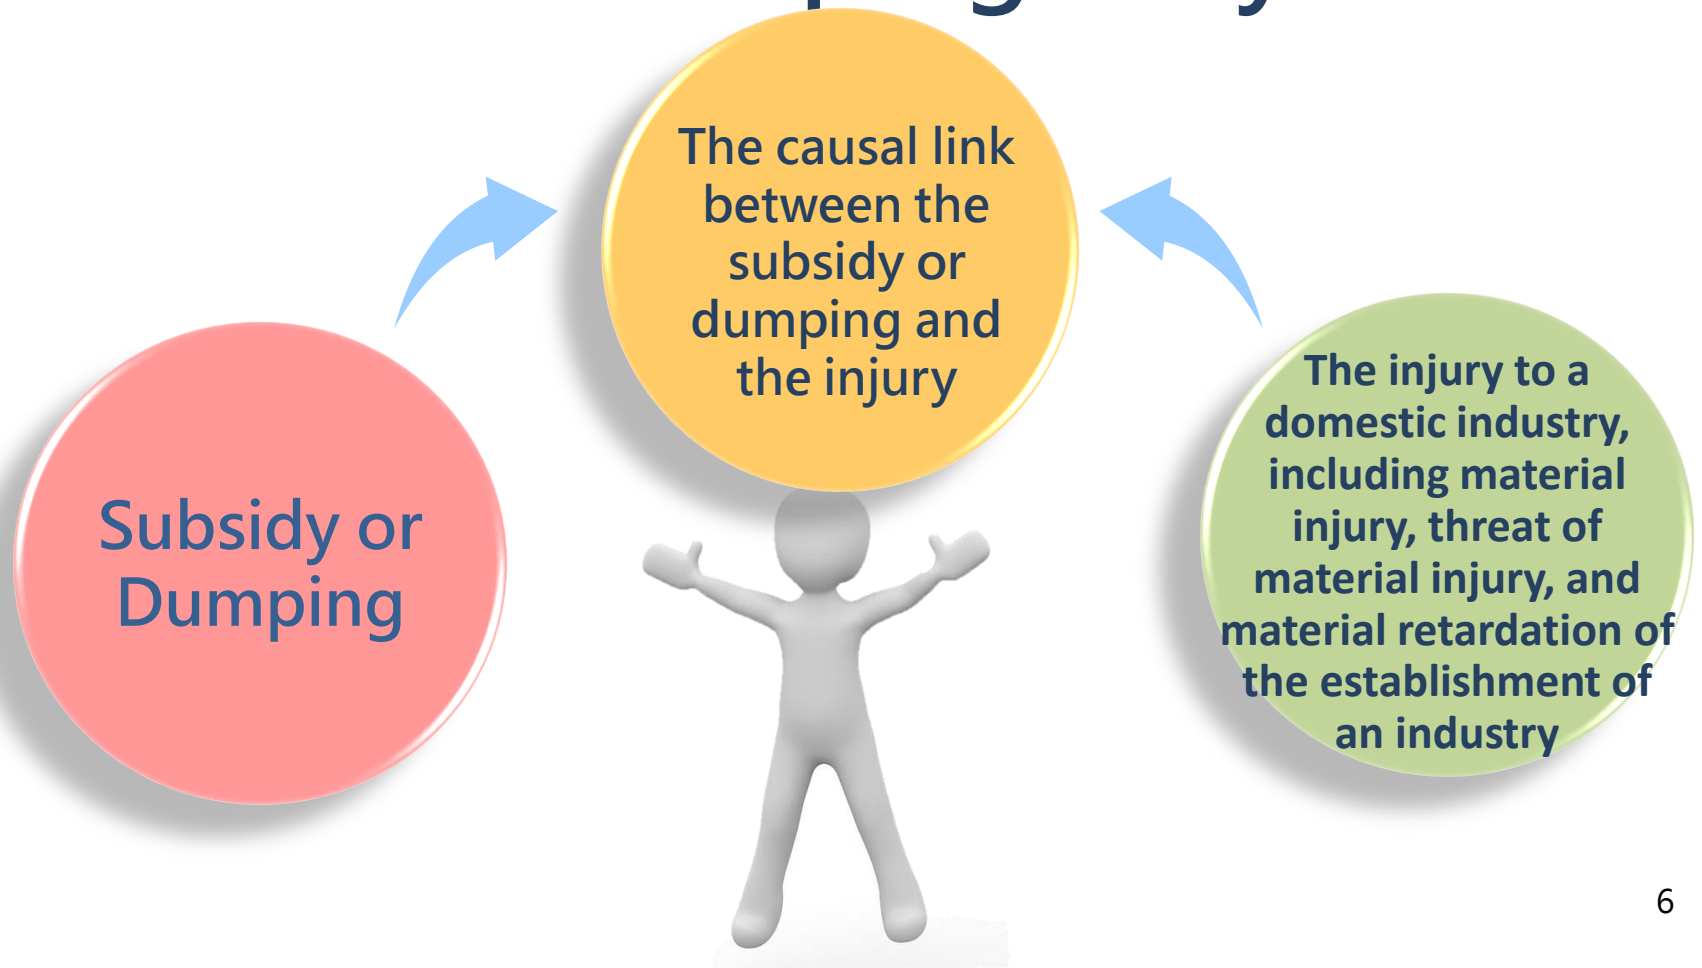 The causal link
between the
subsidy or
dumping and
the injury
Subsidy or
Dumping
The injury to a
domestic industry,
including material
injury, threat of
material injury, and
material retardation of
the establishment of
an industry
6